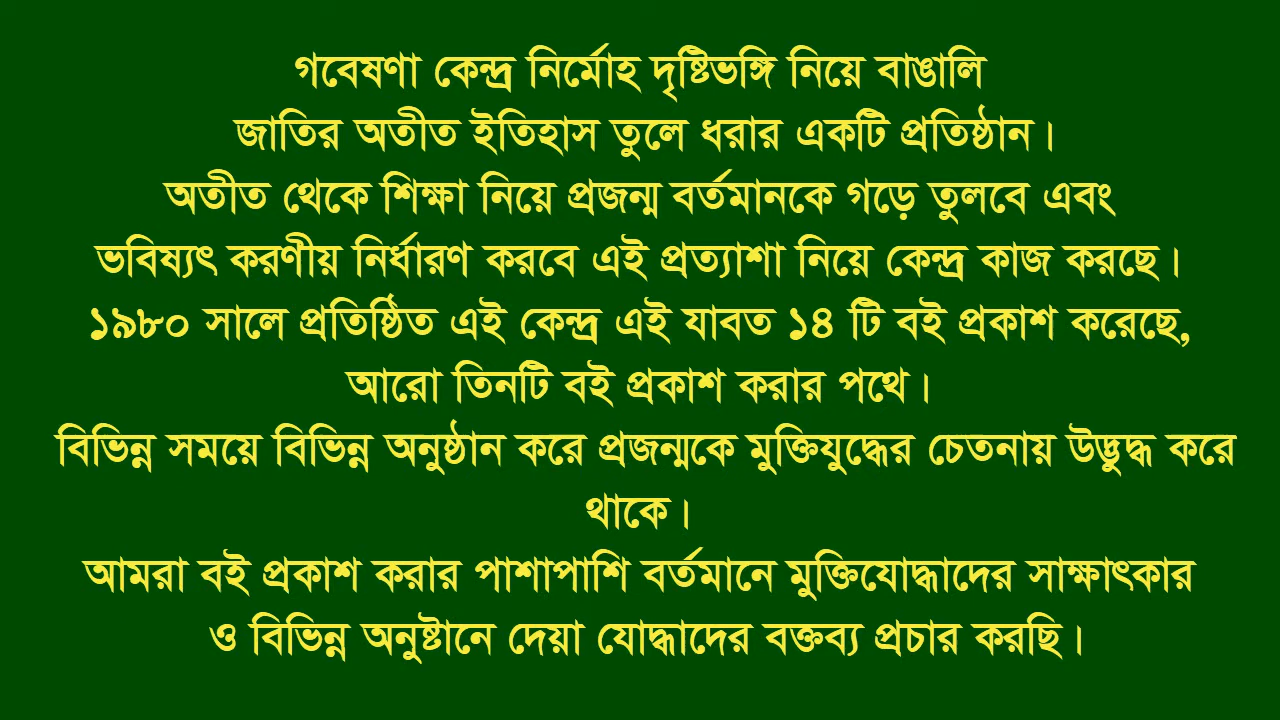 গবেষণা কেন্দ্র নির্মোহ দৃষ্টিভঙ্গি নিয়ে বাঙালি
জাতির অতীত ইতিহাস তুলে ধরার একটি প্রতিষ্ঠান।
অতীত থেকে শিক্ষা নিয়ে প্রজন্ম বর্তমানকে গড়ে তুলবে এবং
ভবিষ্যৎ করণীয় নির্ধারণ করবে এই প্রত্যাশা নিয়ে কেন্দ্র কাজ করছে।
১৯৮০ সালে প্রতিষ্ঠিত এই কেন্দ্র এই যাবত ১৪ টি বই প্রকাশ করেছে,
আরো তিনটি বই প্রকাশ করার পথে।
বিভিন্ন সময়ে বিভিন্ন অনুষ্ঠান করে প্রজন্মকে মুক্তিযুদ্ধের চেতনায় উদ্ভুদ্ধ করে
থাকে।
আমরা বই প্রকাশ করার পাশাপাশি বর্তমানে মুক্তিযোদ্ধাদের সাক্ষাৎকার
ও বিভিন্ন অনুষ্টানে দেয়া যোদ্ধাদের বক্তব্য প্রচার করছি।